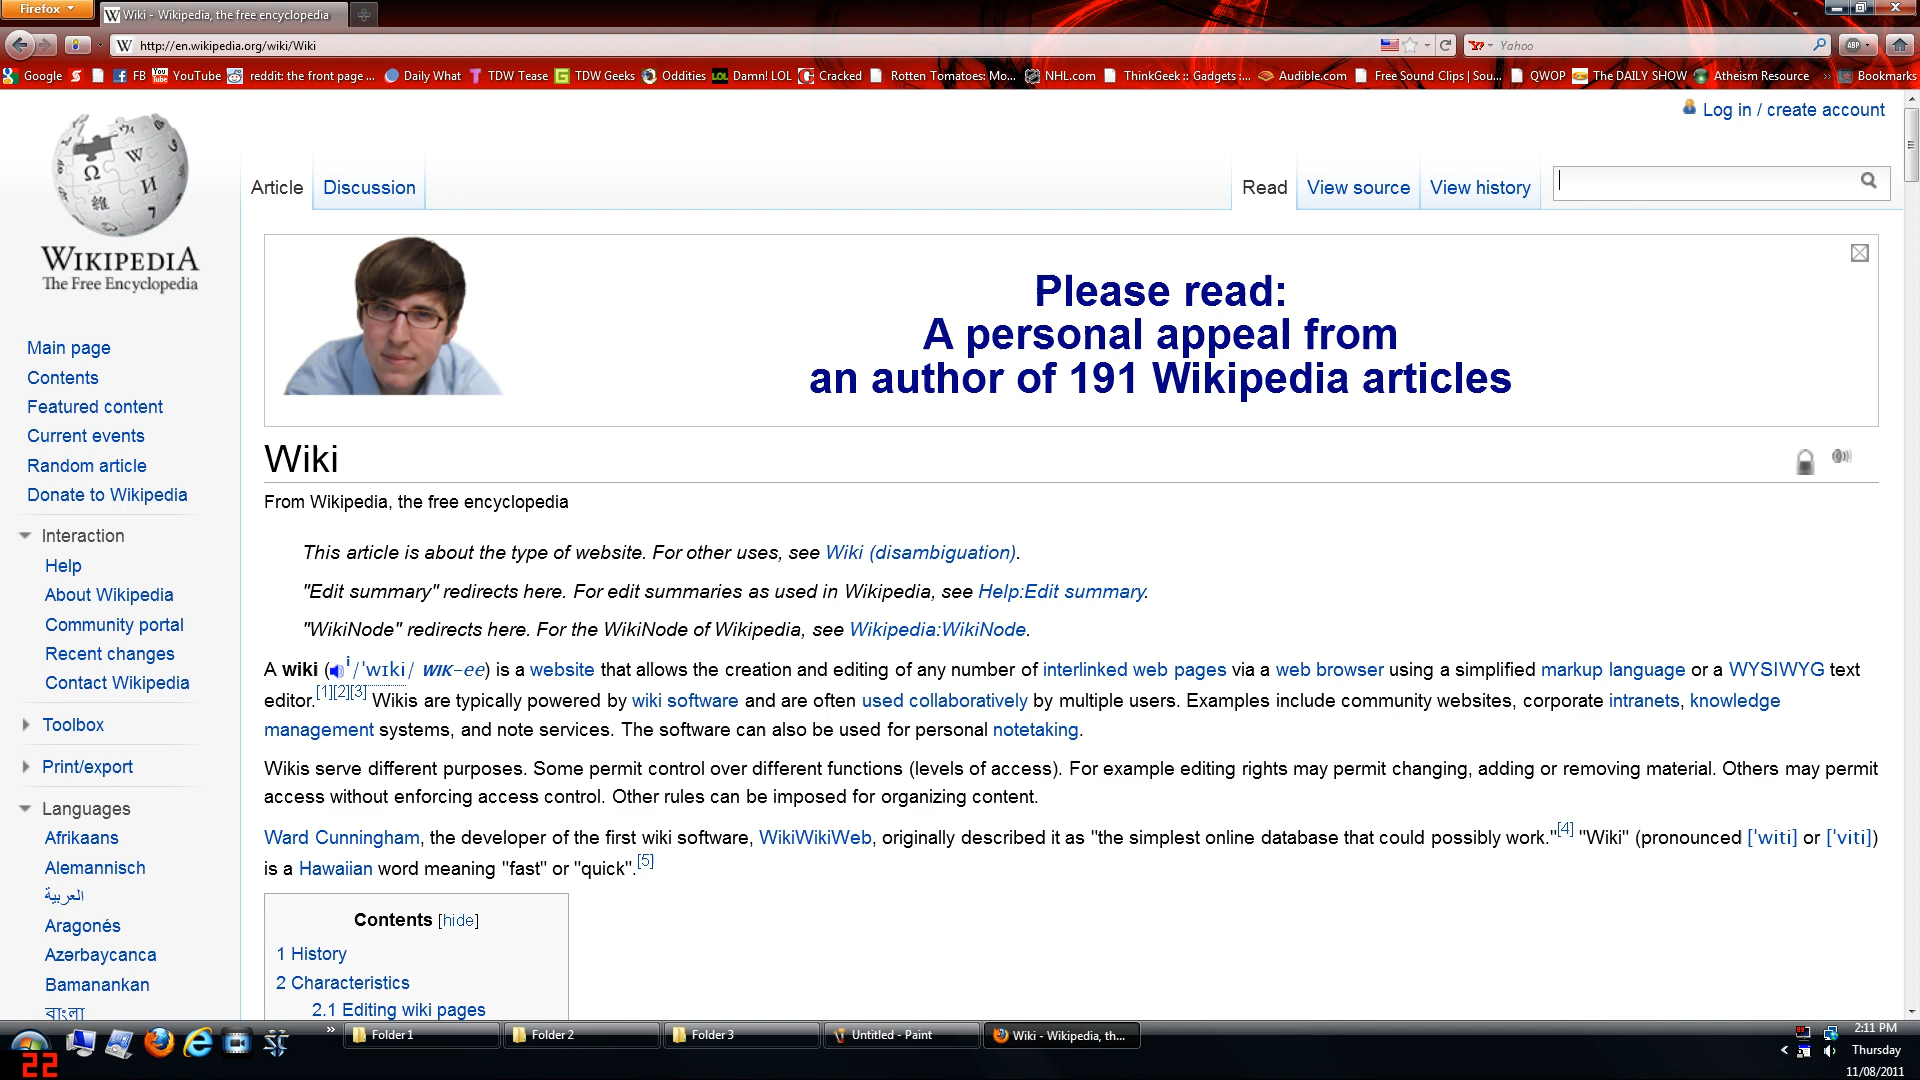 Firefox
Wiki - Wikipedia, the free encyclopedia
http://en.wikipedia.org/wiki/Wiki
Yahoo
ABP
Google
FB
YouTube
reddit: the front page ...
Daily What
TDW Tease
TDW Geeks
Oddities
Damn! LOL
Cracked
Rotten Tomatoes: Mo...
NHL.com
ThinkGeek :: Gadgets :...
Audible.com
Free Sound Clips | Sou...
QWOP
The DAILY SHOW
Atheism Resource
Bookmarks
Log in / create account
WIKIPEDIA
The Free Encyclopedia
Article
Discussion
Read
View source
View history
Please read:
A personal appeal from
an author of 191 Wikipedia articles
Main page
Contents
Featured content
Current events
Random article
Donate to Wikipedia
Interaction
Help
About Wikipedia
Community portal
Recent changes
Contact Wikipedia
Toolbox
Print/export
Languages
Afrikaans
Alemannisch
العربية
Aragonés
Azərbaycanca
Bamanankan
বাংলা
Wiki
From Wikipedia, the free encyclopedia
This article is about the type of website. For other uses, see Wiki (disambiguation).
"Edit summary" redirects here. For edit summaries as used in Wikipedia, see Help:Edit summary.
"WikiNode" redirects here. For the WikiNode of Wikipedia, see Wikipedia:WikiNode.
A wiki (i/ˈwɪki/ WIK-ee) is a website that allows the creation and editing of any number of interlinked web pages via a web browser using a simplified markup language or a WYSIWYG text
editor.[1][2][3] Wikis are typically powered by wiki software and are often used collaboratively by multiple users. Examples include community websites, corporate intranets, knowledge
management systems, and note services. The software can also be used for personal notetaking.
Wikis serve different purposes. Some permit control over different functions (levels of access). For example editing rights may permit changing, adding or removing material. Others may permit
access without enforcing access control. Other rules can be imposed for organizing content.
Ward Cunningham, the developer of the first wiki software, WikiWikiWeb, originally described it as "the simplest online database that could possibly work."[4] "Wiki" (pronounced [ˈwiti] or [ˈviti])
is a Hawaiian word meaning "fast" or "quick".[5]
Contents [hide]
1 History
2 Characteristics
2.1 Editing wiki pages
22
Folder 1
Folder 2
Folder 3
Untitled - Paint
Wiki - Wikipedia, th...
2:11 PM
Thursday
11/08/2011